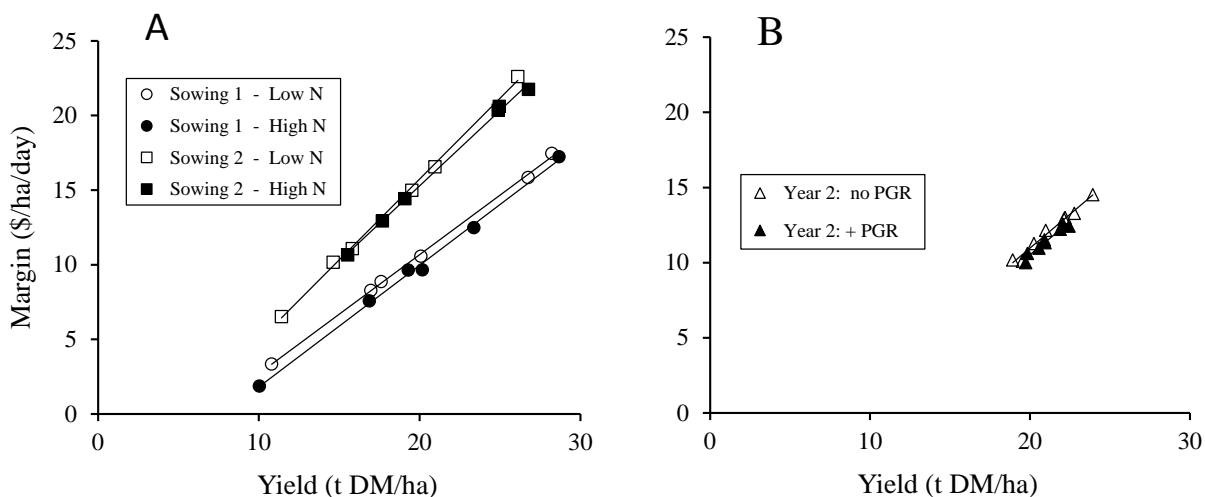 A
25
20
15
10
5
0
Margin ($/ha/day)
Sowing 1 - Low N
Sowing 1 - High N
Sowing 2 - Low N
Sowing 2 - High N
0 10 20 30
Yield (t DM/ha)
B
25
20
15
10
5
0
Year 2: no PGR
Year 2: + PGR
0 10 20 30
Yield (t DM/ha)